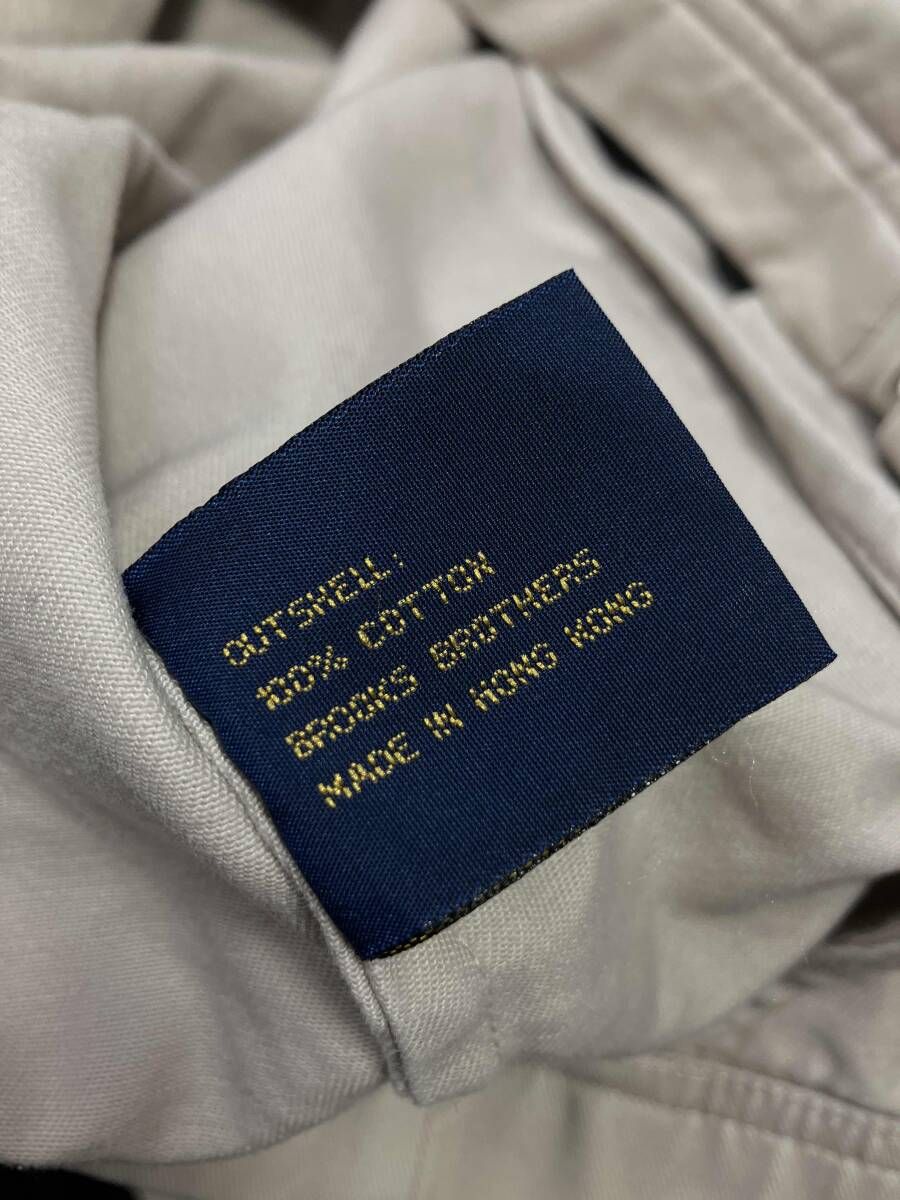 OUTSHELL:
100% COTTON
BROOKS BROTHERS
MADE IN HONG KONG